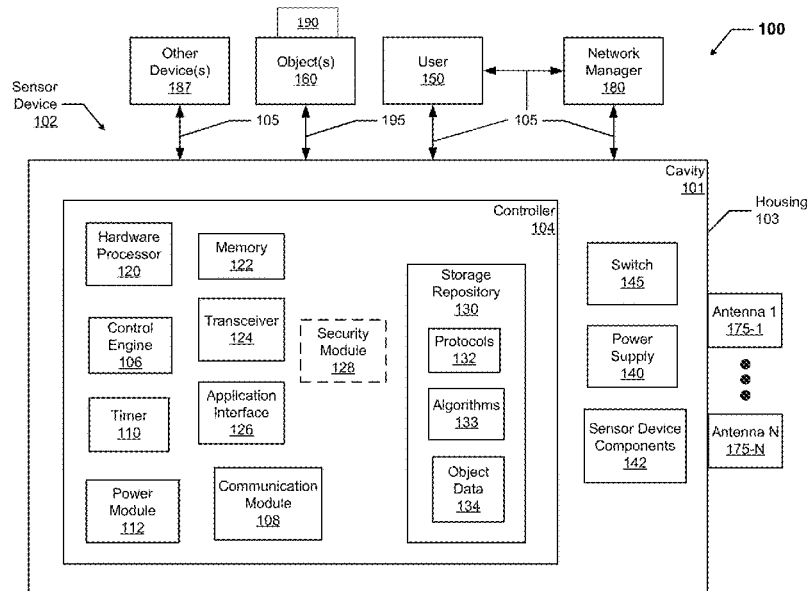 100
190
Other
Device(s)
187
Object(s)
160
User
150
Network
Manager
180
Sensor
Device
102
105
195
105
Cavity
101
Housing
103
Controller
104
Hardware
Processor
120
Memory
122
Storage
Repository
130
Switch
145
Control
Engine
106
Transceiver
124
Security
Module
128
Protocols
132
Power
Supply
140
Antenna 1
175-1
Timer
110
Application
Interface
126
Algorithms
133
Sensor Device
Components
142
Antenna N
175-N
Power
Module
112
Communication
Module
108
Object
Data
134